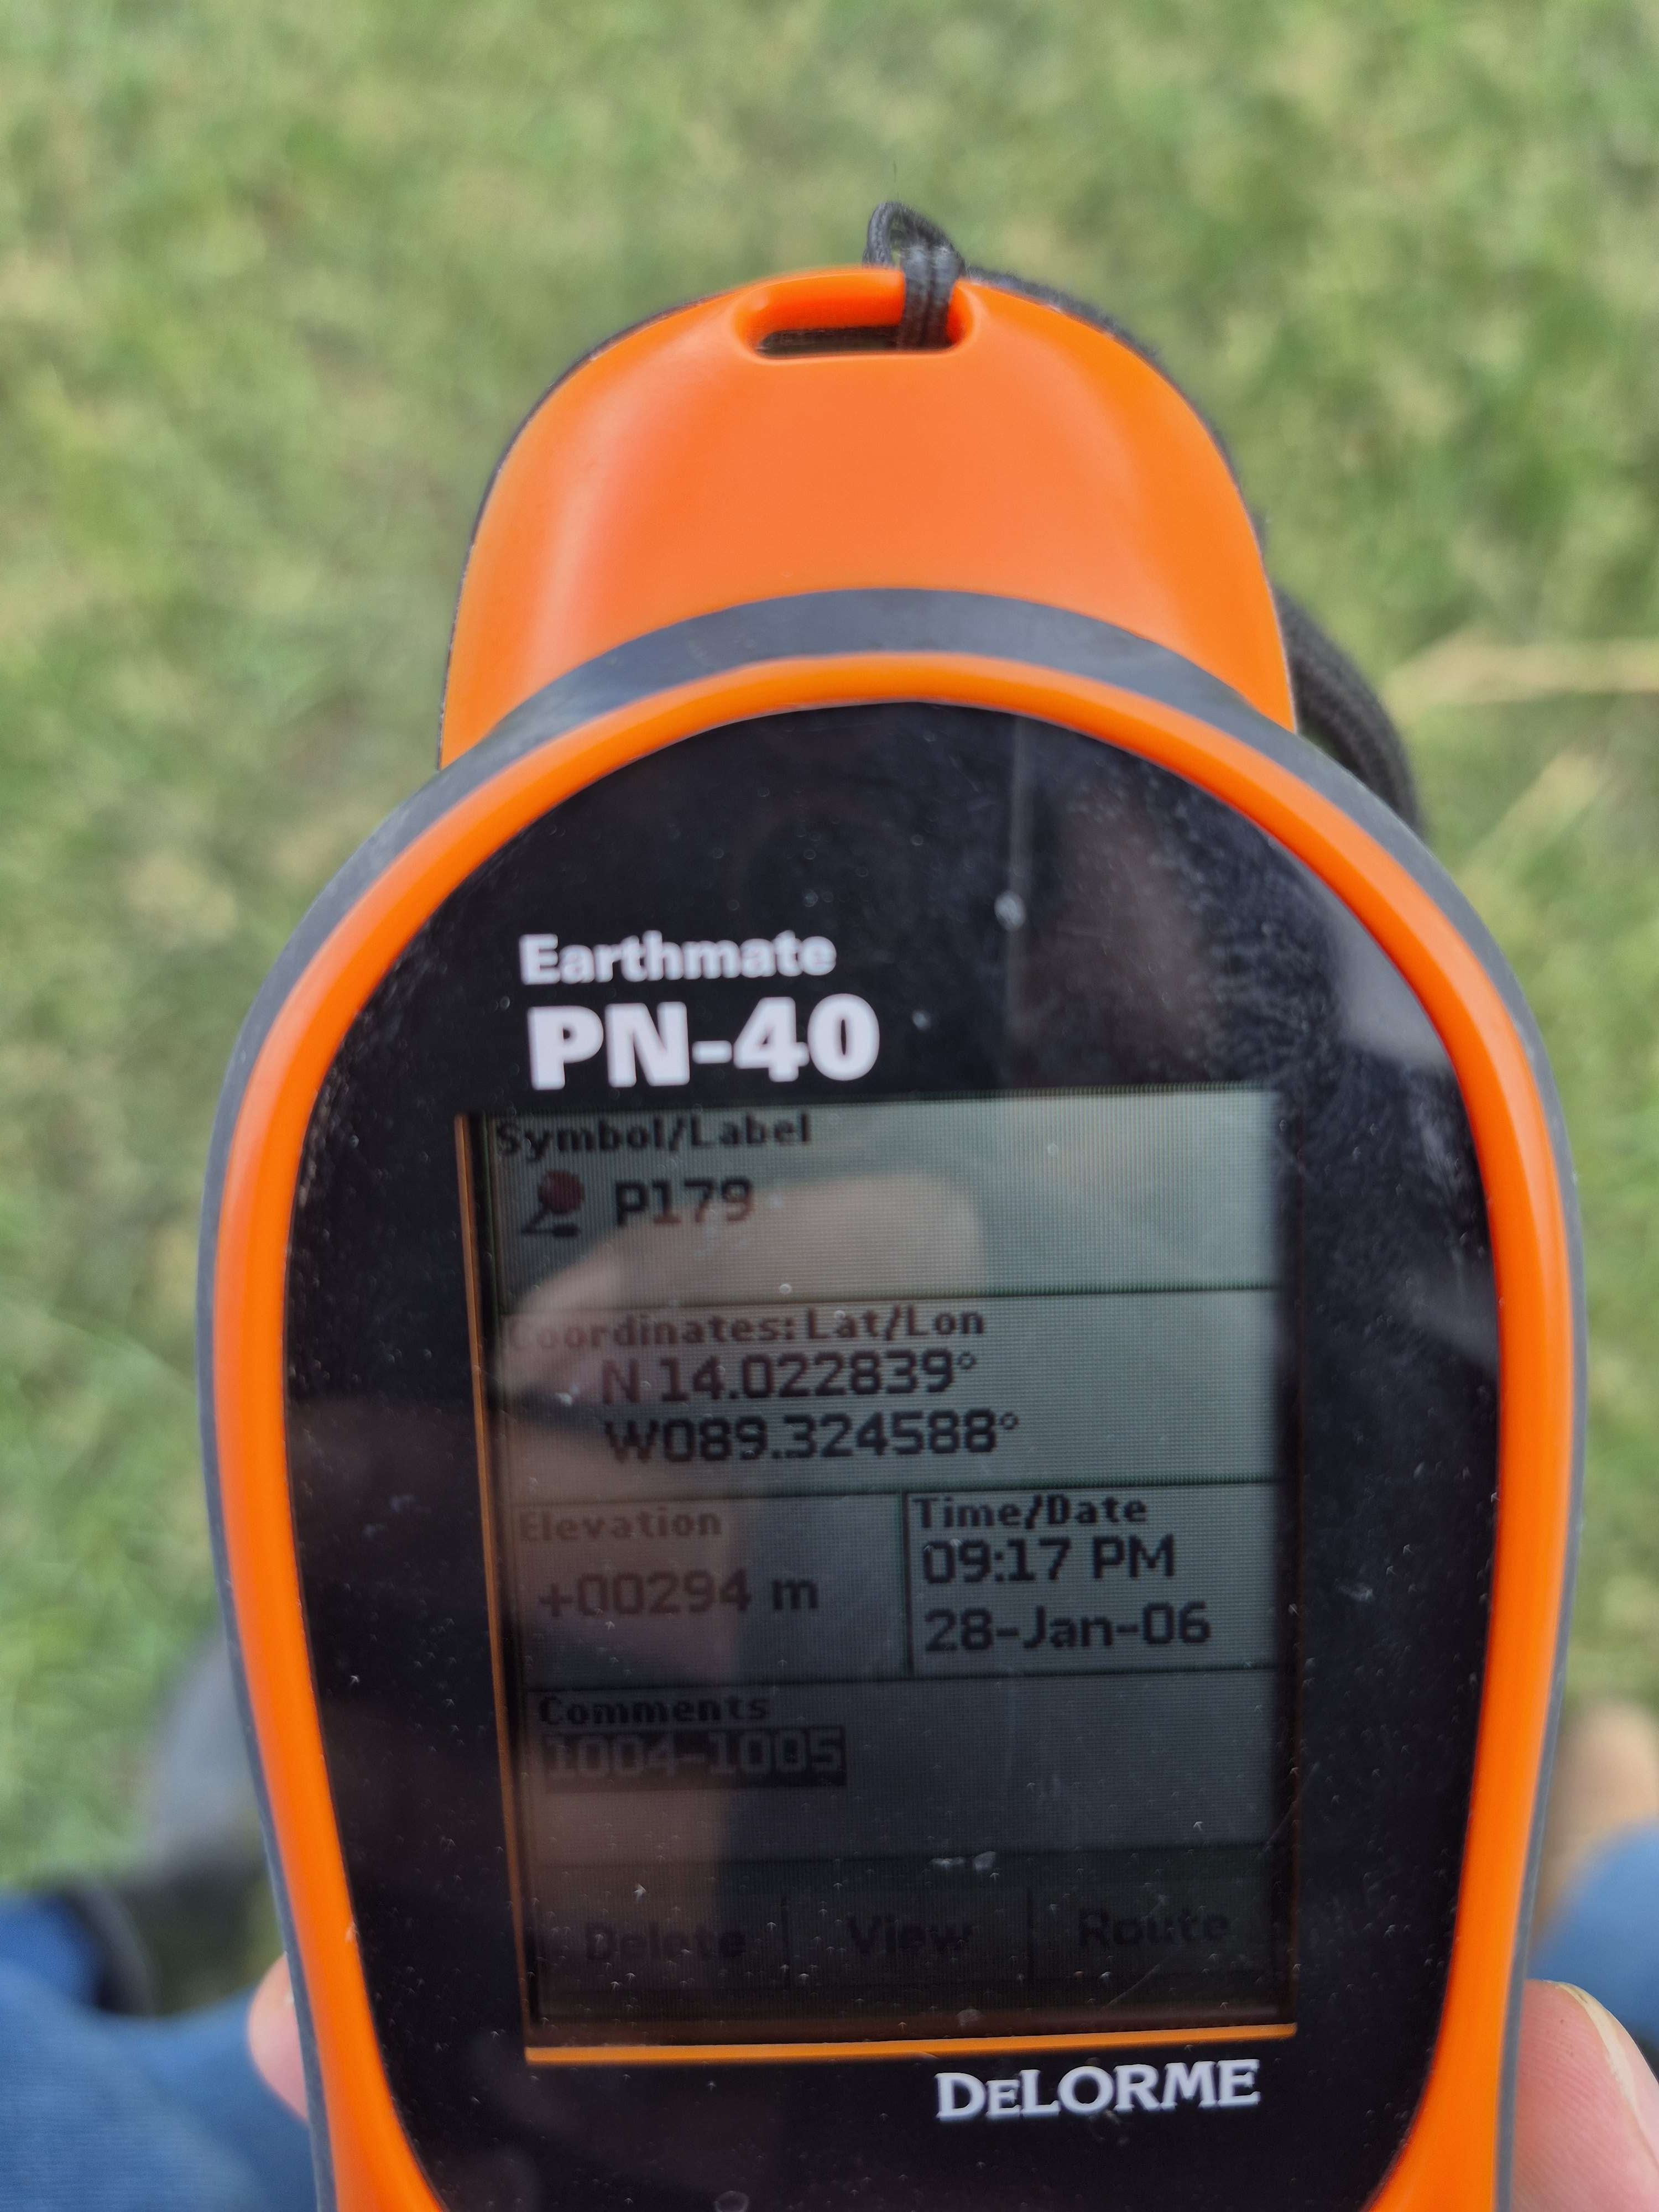 Earthmate
PN-40
Symbol/Label
P179
Coordinates: Lat/Lon
N 14.022839°
W089.324588°
Elevation
+00294 m
Time/Date
09:17 PM
28-Jan-06
Comments
1004-1005
Delete View Route
DELORME